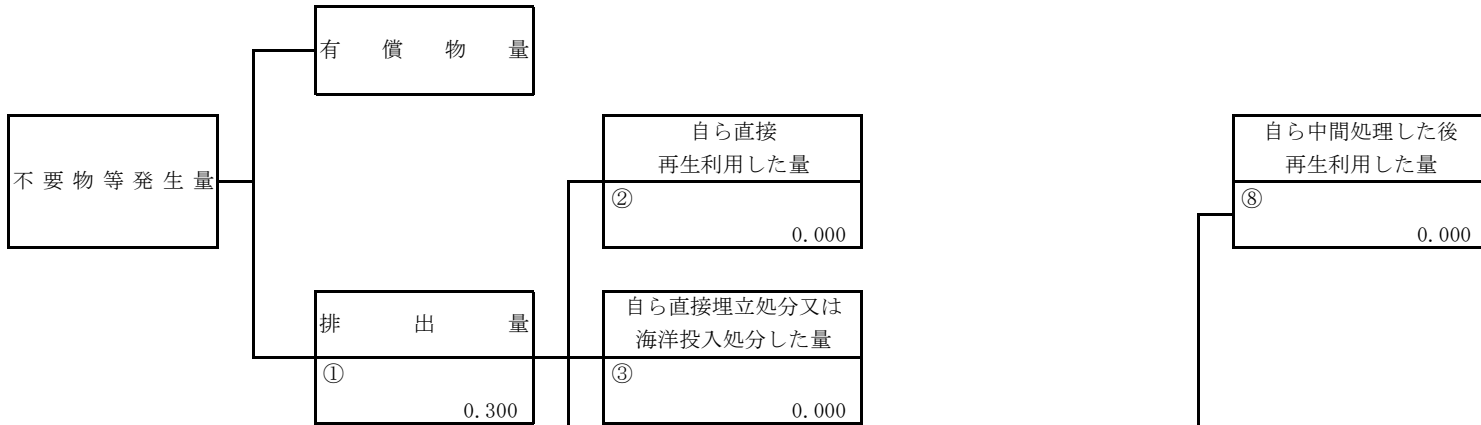 有償物量
不要物等発生量
自ら直接
再生利用した量
②
0.000
自ら中間処理した後
再生利用した量
⑧
0.000
排出量
①
0.300
自ら直接埋立処分又は
海洋投入処分した量
③
0.000